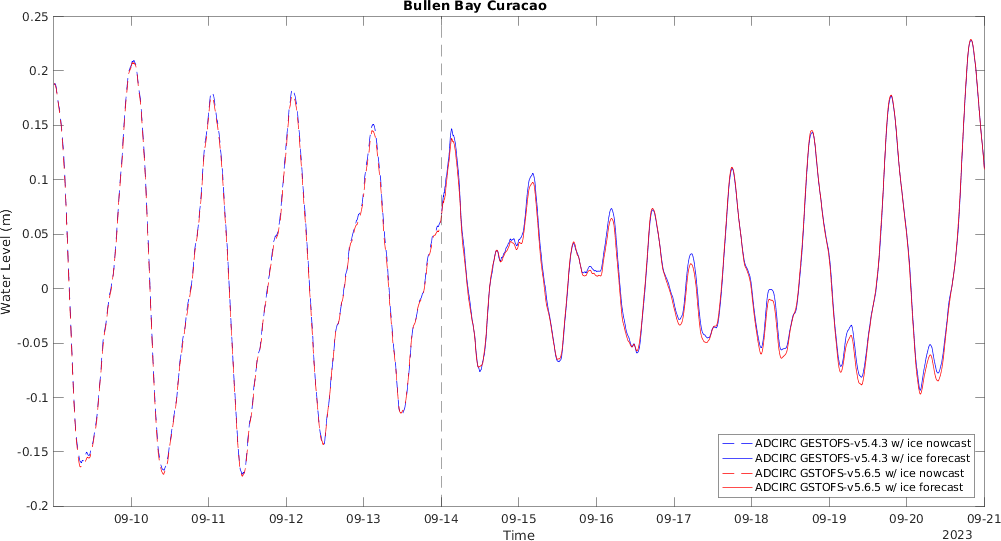 Bullen Bay Curacao
0.25
0.2
0.15
0.1
0.05
0
-0.05
-0.1
-0.15
-0.2
Water Level (m)
ADCIRC GESTOFS-v5.4.3 w/ ice nowcast
ADCIRC GESTOFS-v5.4.3 w/ ice forecast
ADCIRC GSTOFS-v5.6.5 w/ ice nowcast
ADCIRC GSTOFS-v5.6.5 w/ ice forecast
09-10 09-11 09-12 09-13 09-14 09-15 09-16 09-17 09-18 09-19 09-20 09-21
Time
2023